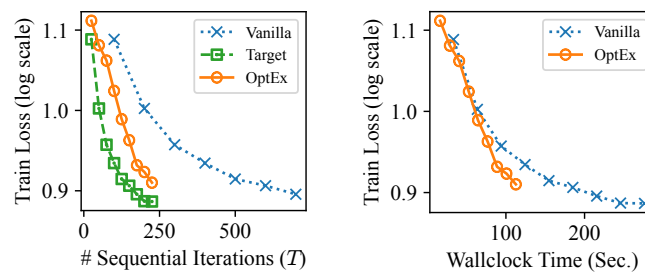 Train Loss (log scale)
1.1
1.0
0.9
0
250
500
# Sequential Iterations (T)
Vanilla
Target
OptEx
Train Loss (log scale)
1.1
1.0
0.9
100
200
Wallclock Time (Sec.)
Vanilla
OptEx